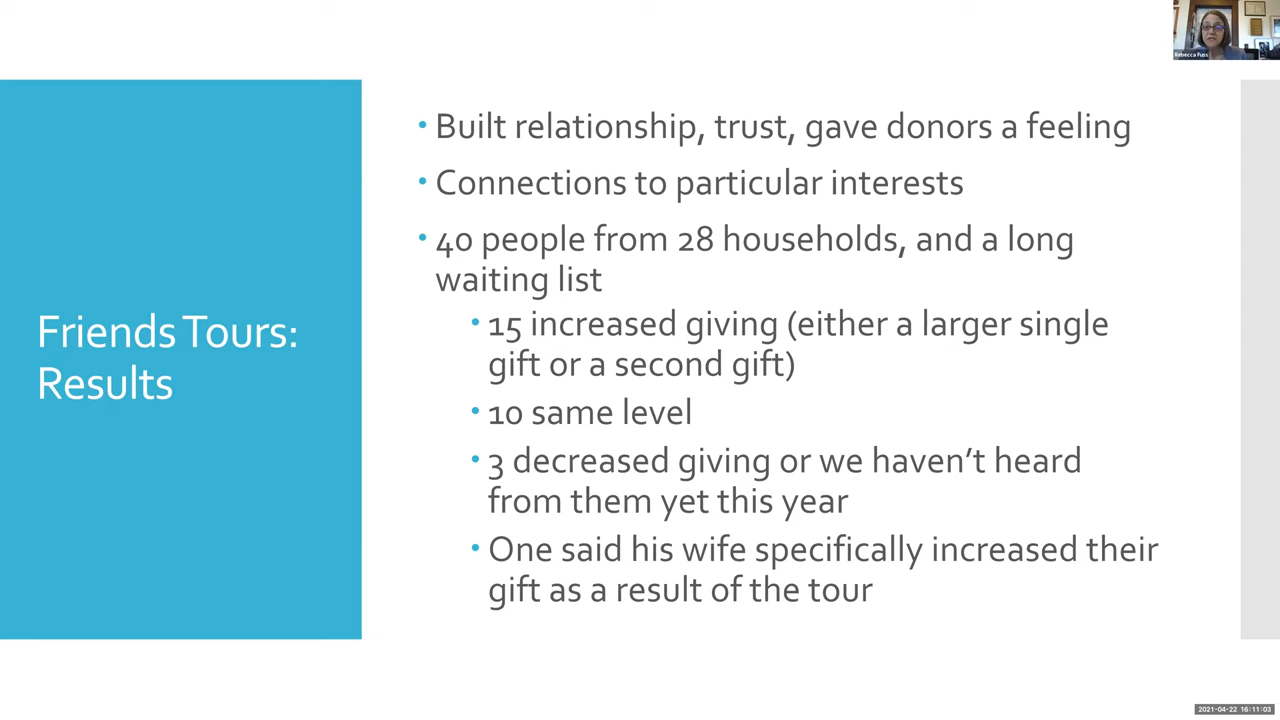 Rebecca Fuss
Friends Tours:
Results
• Built relationship, trust, gave donors a feeling
• Connections to particular interests
• 40 people from 28 households, and a long
waiting list
• 15 increased giving (either a larger single
gift or a second gift)
• 10 same level
• 3 decreased giving or we haven’t heard
from them yet this year
• One said his wife specifically increased their
gift as a result of the tour
2021-04-22 16:11:03